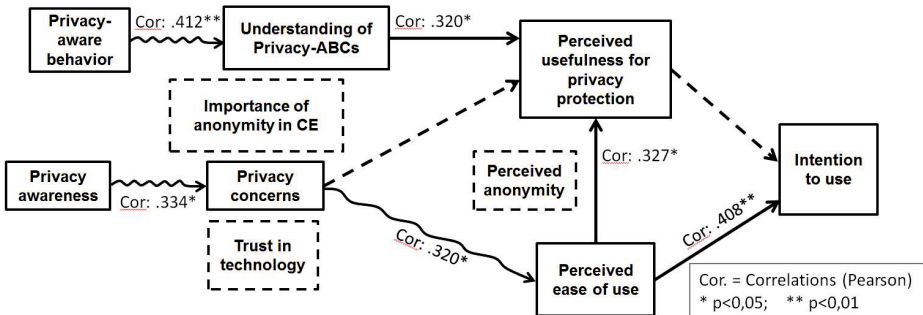 Privacy-
aware
behavior
Cor: .412**
Understanding of
Privacy-ABCs
Cor: .320*
Perceived
usefulness for
privacy
protection
Importance of
anonymity in CE
Privacy
awareness
Cor: .334*
Privacy
concerns
Trust in
technology
Cor: .320*
Perceived
anonymity
Cor: .327*
Perceived
ease of use
Cor: .408**
Intention
to use
Cor. = Correlations (Pearson)
* p<0,05;   ** p<0,01